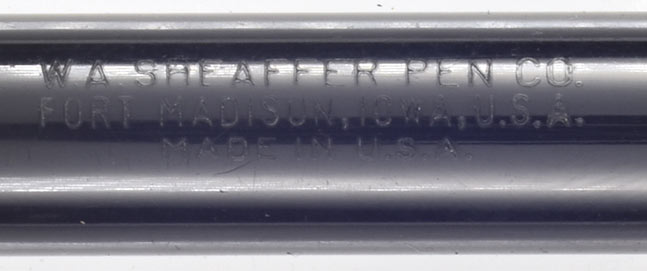 W.A. SHEAFFER PEN CO.
FORT MADISON, IOWA, U.S.A.
MADE IN U.S.A.